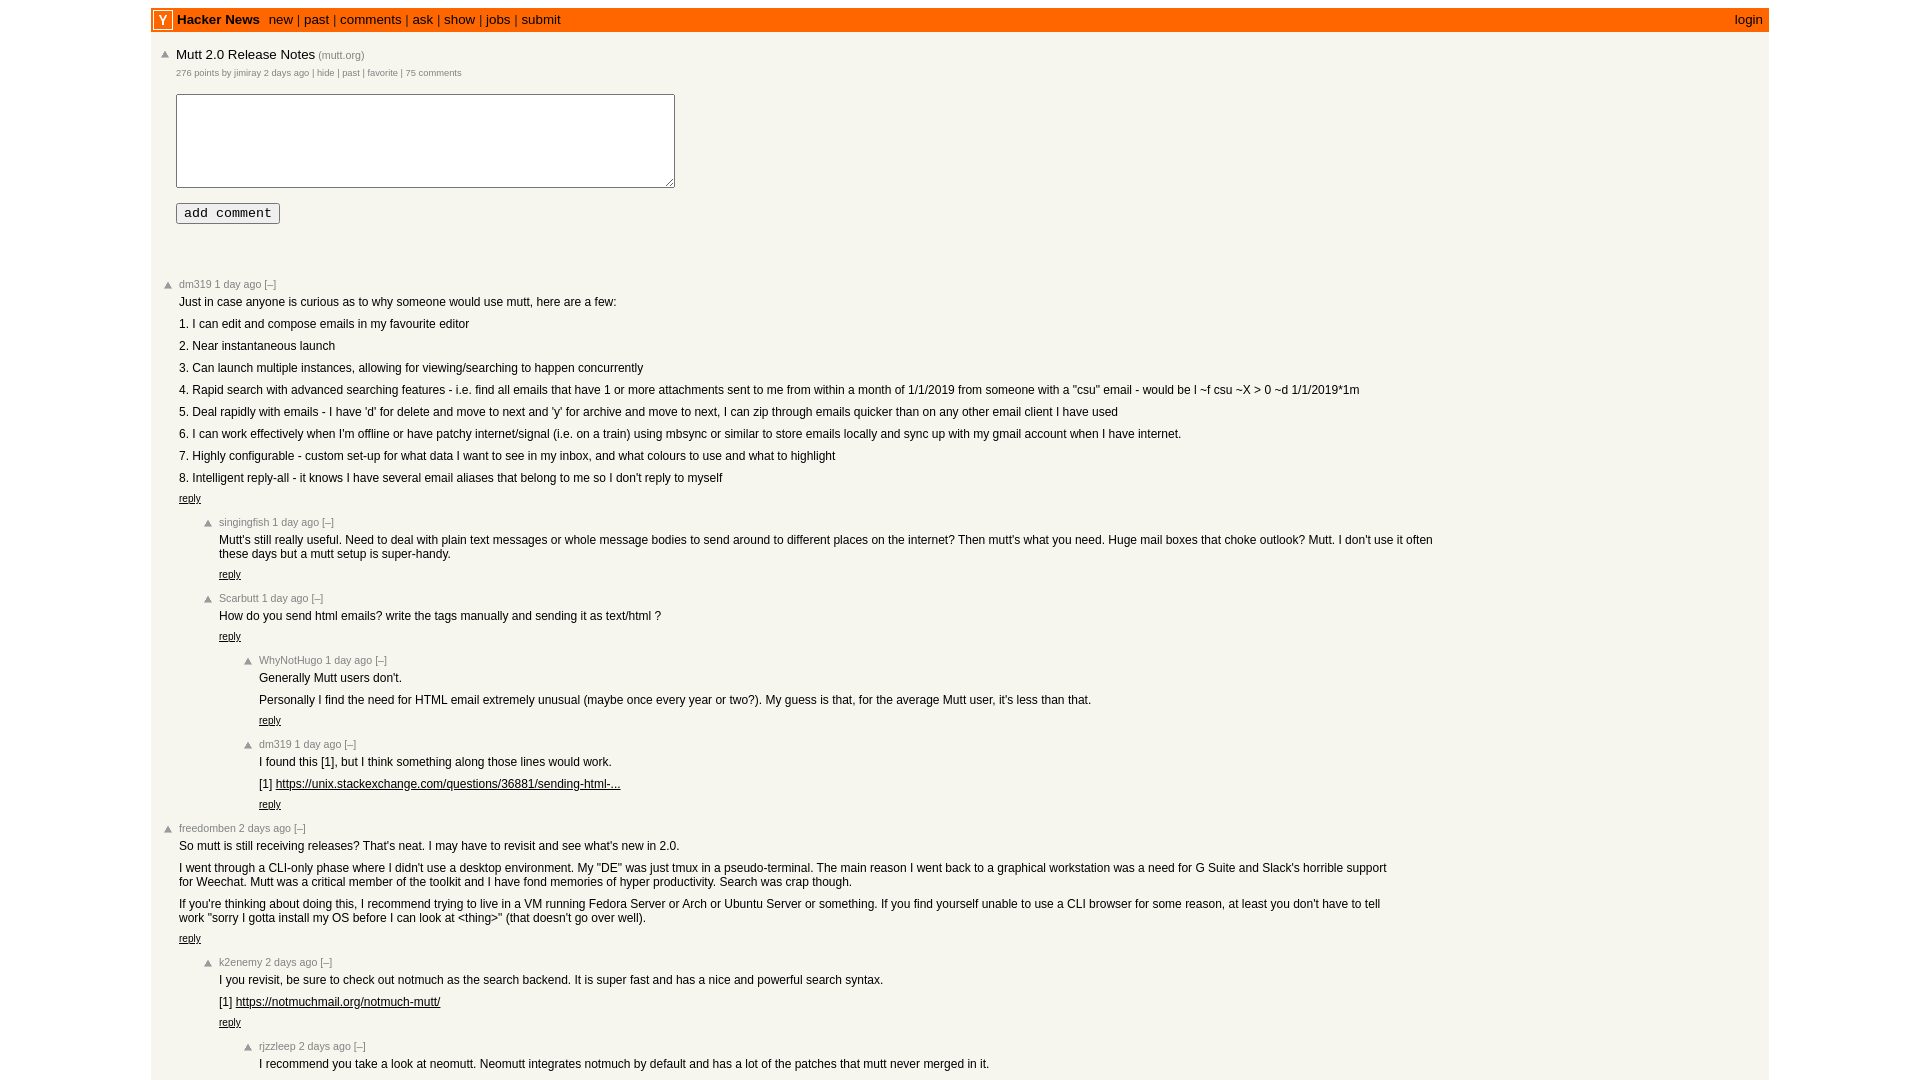 Y Hacker News new | past | comments | ask | show | jobs | submit login
Mutt 2.0 Release Notes (mutt.org)
276 points by jimiray 2 days ago | hide | past | favorite | 75 comments
add comment
dm319 1 day ago [–]
Just in case anyone is curious as to why someone would use mutt, here are a few:
1. I can edit and compose emails in my favourite editor
2. Near instantaneous launch
3. Can launch multiple instances, allowing for viewing/searching to happen concurrently
4. Rapid search with advanced searching features - i.e. find all emails that have 1 or more attachments sent to me from within a month of 1/1/2019 from someone with a "csu" email - would be l ~f csu ~X > 0 ~d 1/1/2019*1m
5. Deal rapidly with emails - I have 'd' for delete and move to next and 'y' for archive and move to next, I can zip through emails quicker than on any other email client I have used
6. I can work effectively when I'm offline or have patchy internet/signal (i.e. on a train) using mbsync or similar to store emails locally and sync up with my gmail account when I have internet.
7. Highly configurable - custom set-up for what data I want to see in my inbox, and what colours to use and what to highlight
8. Intelligent reply-all - it knows I have several email aliases that belong to me so I don't reply to myself
reply
singingfish 1 day ago [–]
Mutt's still really useful. Need to deal with plain text messages or whole message bodies to send around to different places on the internet? Then mutt's what you need. Huge mail boxes that choke outlook? Mutt. I don't use it often
these days but a mutt setup is super-handy.
reply
Scarbutt 1 day ago [–]
How do you send html emails? write the tags manually and sending it as text/html ?
reply
WhyNotHugo 1 day ago [–]
Generally Mutt users don't.
Personally I find the need for HTML email extremely unusual (maybe once every year or two?). My guess is that, for the average Mutt user, it's less than that.
reply
dm319 1 day ago [–]
I found this [1], but I think something along those lines would work.
[1] https://unix.stackexchange.com/questions/36881/sending-html-...
reply
freedomben 2 days ago [–]
So mutt is still receiving releases? That's neat. I may have to revisit and see what's new in 2.0.
I went through a CLI-only phase where I didn't use a desktop environment. My "DE" was just tmux in a pseudo-terminal. The main reason I went back to a graphical workstation was a need for G Suite and Slack's horrible support
for Weechat. Mutt was a critical member of the toolkit and I have fond memories of hyper productivity. Search was crap though.
If you're thinking about doing this, I recommend trying to live in a VM running Fedora Server or Arch or Ubuntu Server or something. If you find yourself unable to use a CLI browser for some reason, at least you don't have to tell
work "sorry I gotta install my OS before I can look at <thing>" (that doesn't go over well).
reply
k2enemy 2 days ago [–]
I you revisit, be sure to check out notmuch as the search backend. It is super fast and has a nice and powerful search syntax.
[1] https://notmuchmail.org/notmuch-mutt/
reply
rjzzleep 2 days ago [–]
I recommend you take a look at neomutt. Neomutt integrates notmuch by default and has a lot of the patches that mutt never merged in it.